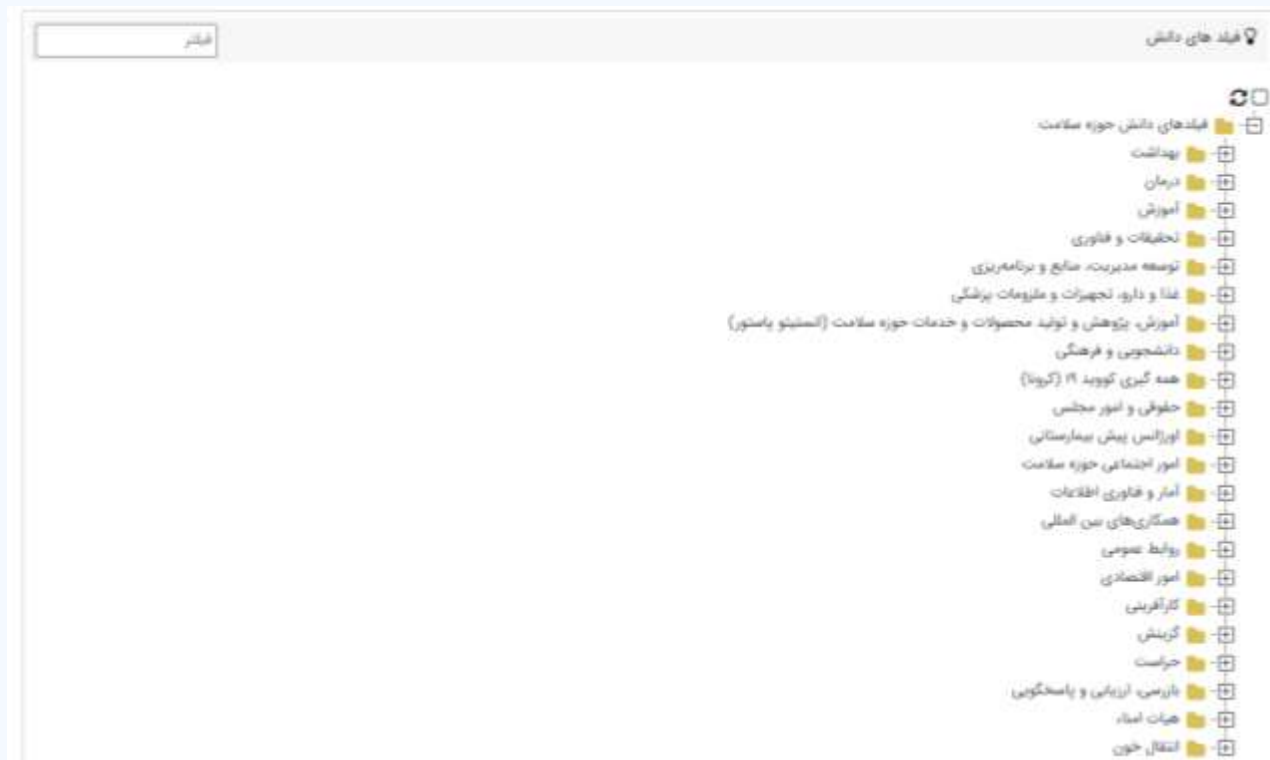 فیلد های دانش
فیلتر
فیلدهای دانش حوزه سلامت
بهداشت
درمان
آموزش
تحقیقات و فناوری
توسعه مدیریت، منابع و برنامه‌ریزی
غذا و دارو، تجهیزات و ملزومات پزشکی
آموزش، پژوهش و تولید محصولات و خدمات حوزه سلامت (انستیتو پاستور)
دانشجویی و فرهنگی
همه گیری کووید ۱۹ (کرونا)
حقوقی و امور مجلس
اورژانس پیش بیمارستانی
امور اجتماعی حوزه سلامت
آمار و فناوری اطلاعات
همکاری‌های بین المللی
روابط عمومی
امور اقتصادی
کارآفرینی
گزینش
حراست
بازرسی، ارزیابی و پاسخگویی
هیات امناء
انتقال خون